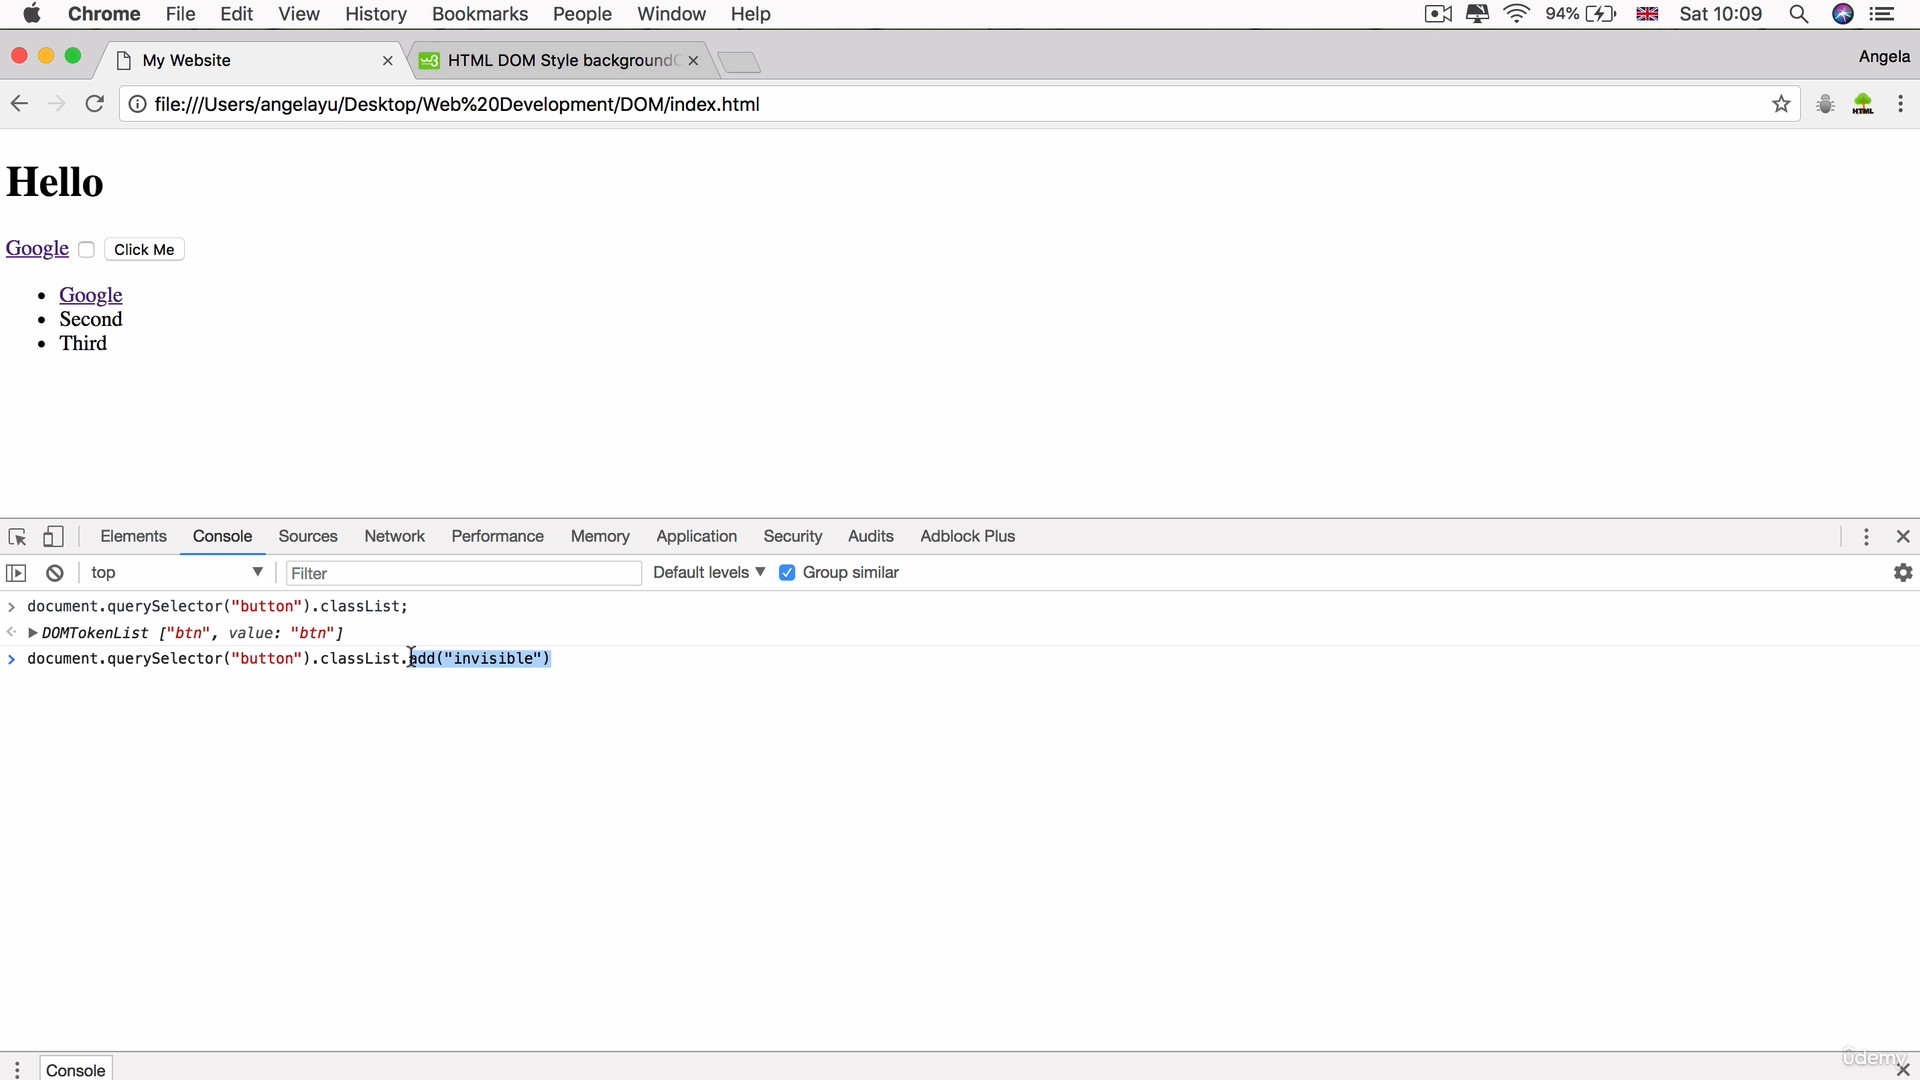 Chrome File Edit View History Bookmarks People Window Help 94% Sat 10:09
My Website HTML DOM Style background Angela
file:///Users/angelayu/Desktop/Web%20Development/DOM/index.html HTML
Hello
Google Click Me
Google
Second
Third
Elements Console Sources Network Performance Memory Application Security Audits Adblock Plus
top Filter Default levels Group similar
document.querySelector("button").classList;
DOMTokenList ["btn", value: "btn"]
document.querySelector("button").classList.add("invisible")
Console
ûdemy